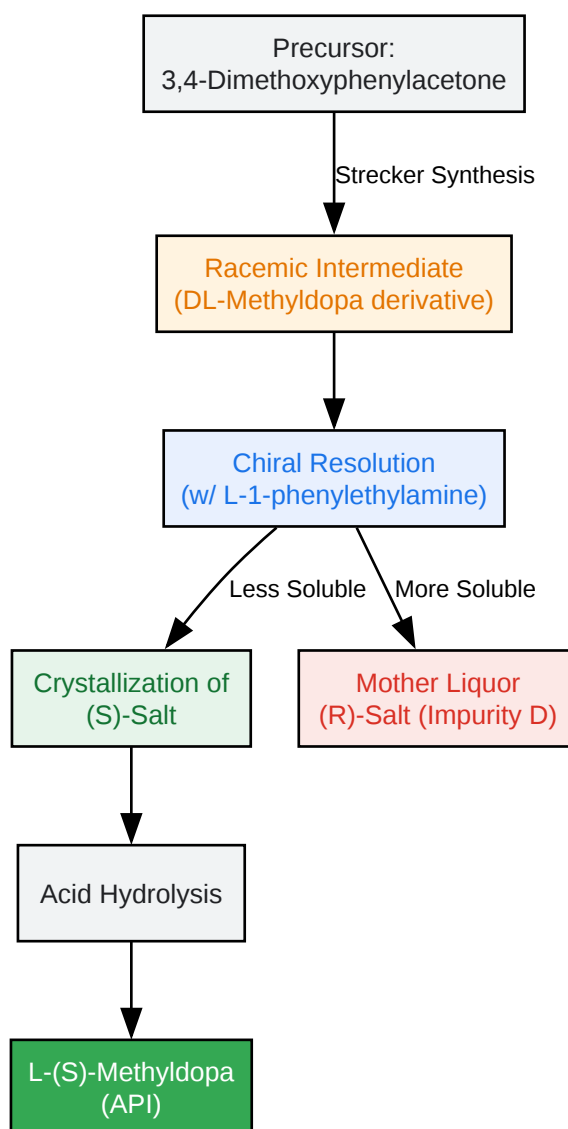 Precursor:
3,4-Dimethoxyphenylacetone
Strecker Synthesis
Racemic Intermediate
(DL-Methyldopa derivative)
Chiral Resolution
(w/ L-1-phenylethylamine)
Less Soluble
More Soluble
Crystallization of
(S)-Salt
Mother Liquor
(R)-Salt (Impurity D)
Acid Hydrolysis
L-(S)-Methyldopa
(API)